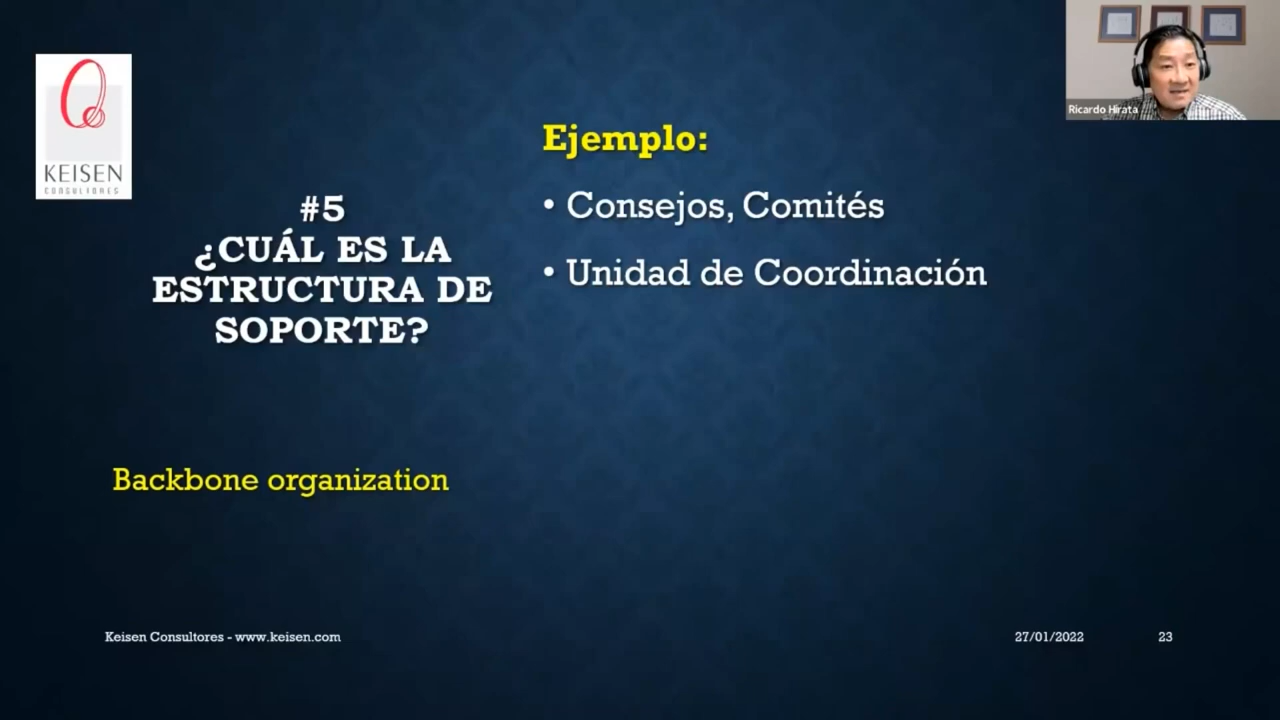 KEISEN
CONSULTORES
#5
¿CUÁL ES LA
ESTRUCTURA DE
SOPORTE?
Backbone organization
Ejemplo:
• Consejos, Comités
• Unidad de Coordinación
Ricardo Hirata
Keisen Consultores - www.keisen.com
27/01/2022
23